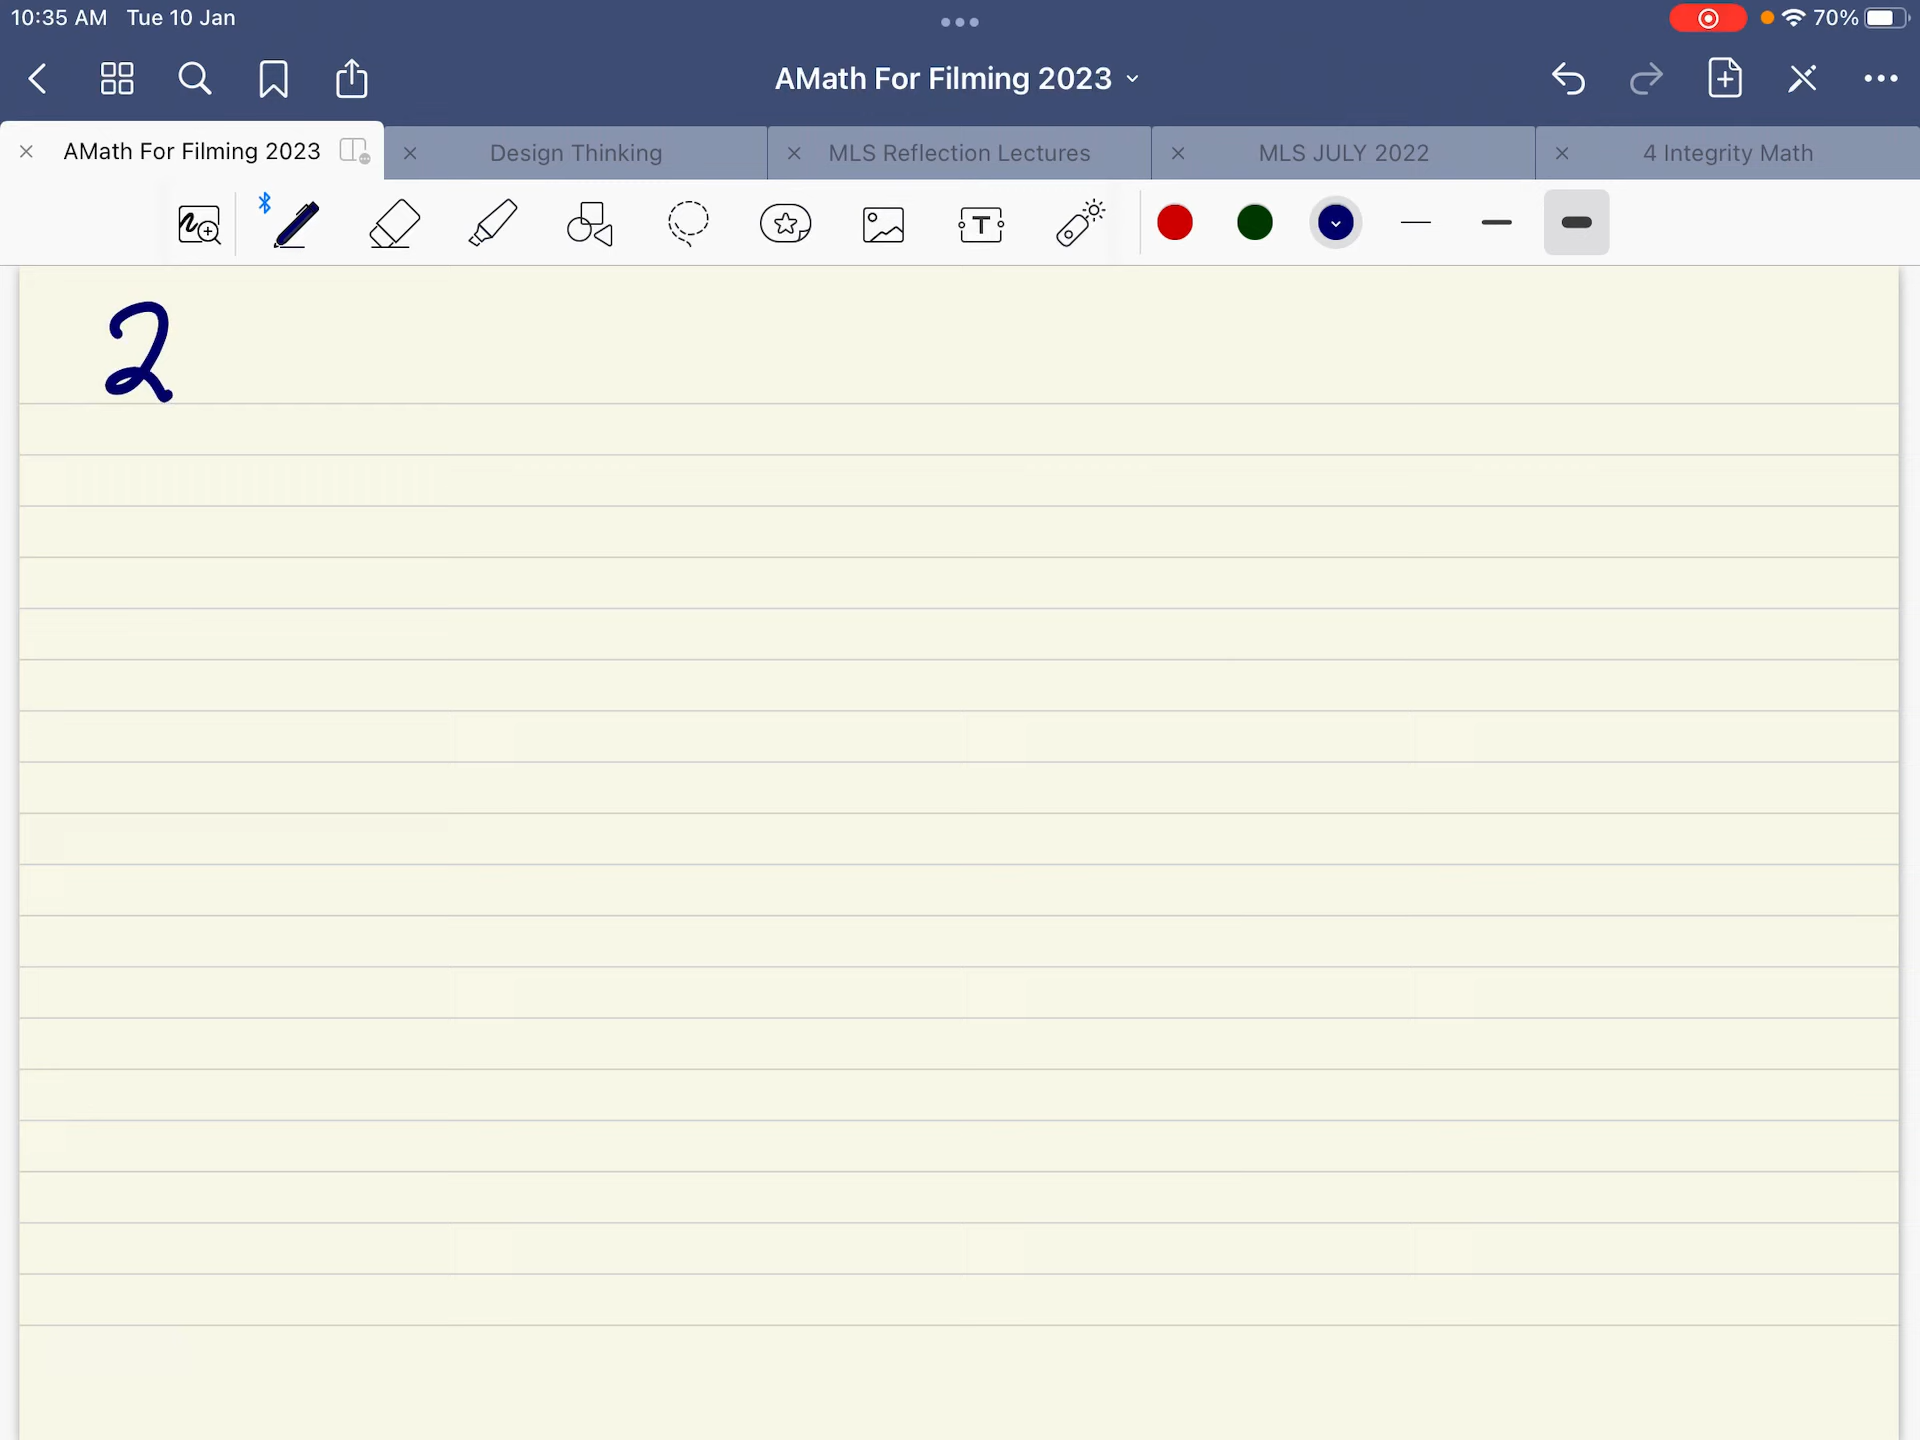 10:35 AM Tue 10 Jan 70%
AMath For Filming 2023
AMath For Filming 2023 Design Thinking MLS Reflection Lectures MLS JULY 2022 4 Integrity Math
T
2